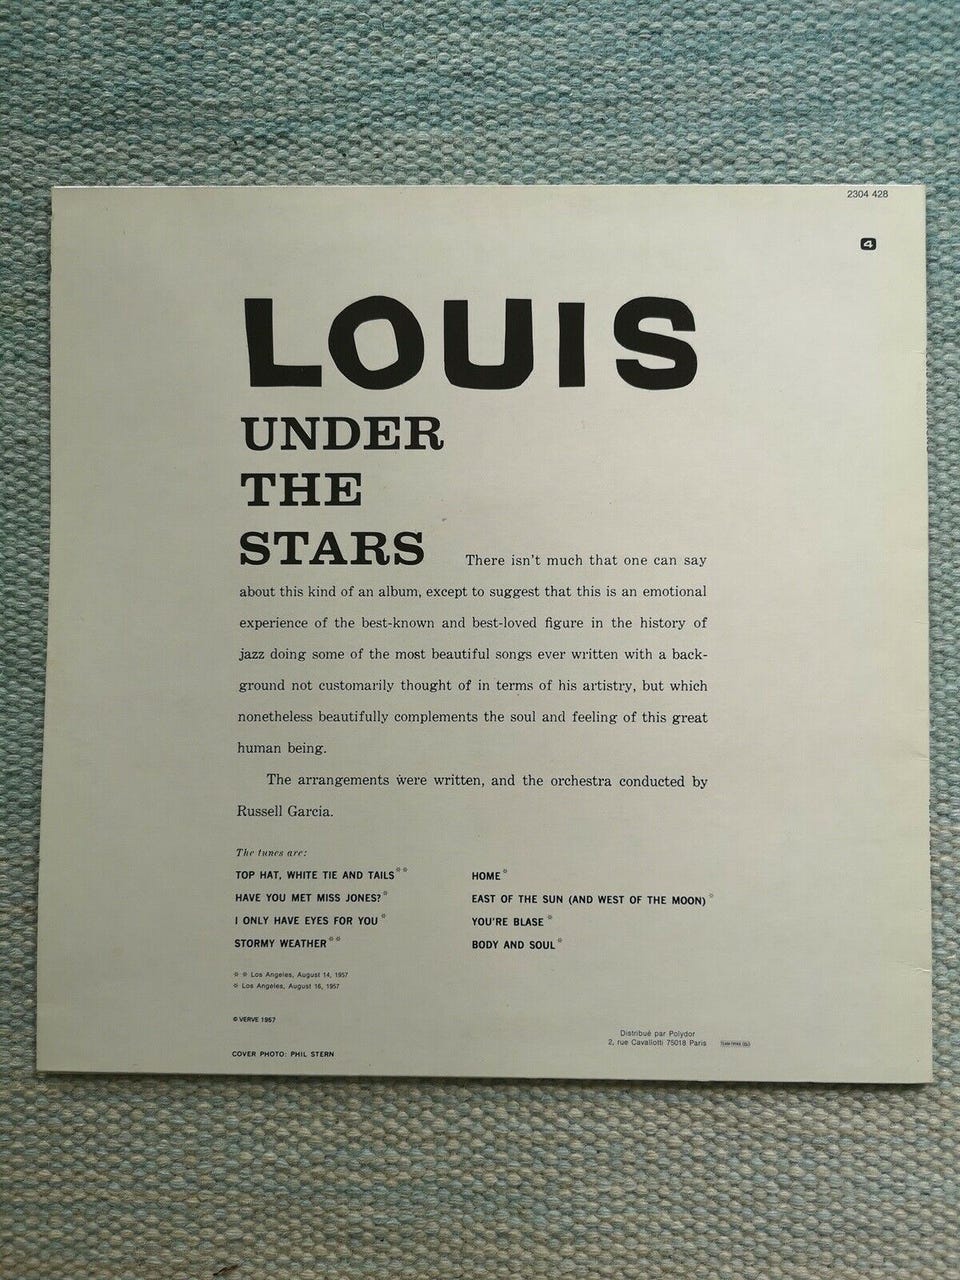 2304 428
4
LOUIS
UNDER
THE
STARS
There isn't much that one can say
about this kind of an album, except to suggest that this is an emotional
experience of the best-known and best-loved figure in the history of
jazz doing some of the most beautiful songs ever written with a back-
ground not customarily thought of in terms of his artistry, but which
nonetheless beautifully complements the soul and feeling of this great
human being.
The arrangements were written, and the orchestra conducted by
Russell Garcia.
The tunes are:
TOP HAT, WHITE TIE AND TAILS**
HAVE YOU MET MISS JONES?*
I ONLY HAVE EYES FOR YOU*
STORMY WEATHER**
HOME*
EAST OF THE SUN (AND WEST OF THE MOON)*
YOU'RE BLASE*
BODY AND SOUL*
** Los Angeles, August 14, 1957
* Los Angeles, August 16, 1957
© VERVE 1957
COVER PHOTO: PHIL STERN
Distribué par Polydor
2, rue Cavallotti 75018 Paris